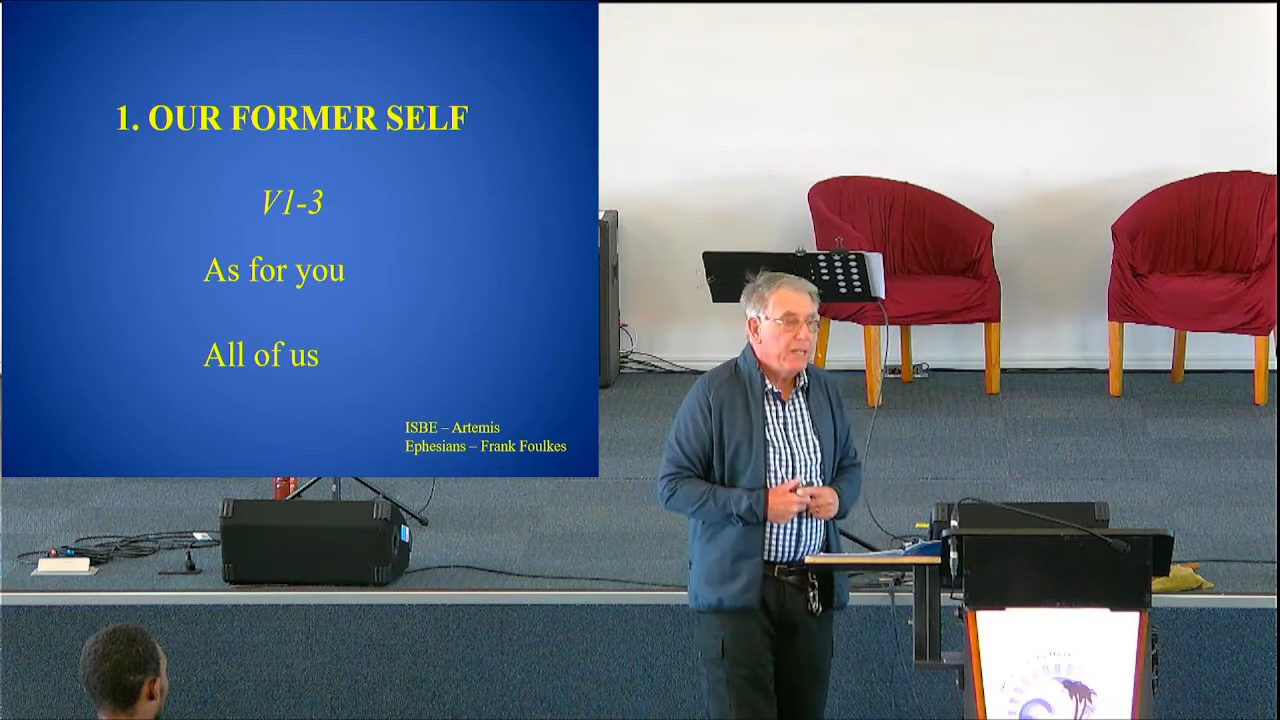 1. OUR FORMER SELF
V1-3
As for you
All of us
ISBE – Artemis
Ephesians – Frank Foulkes